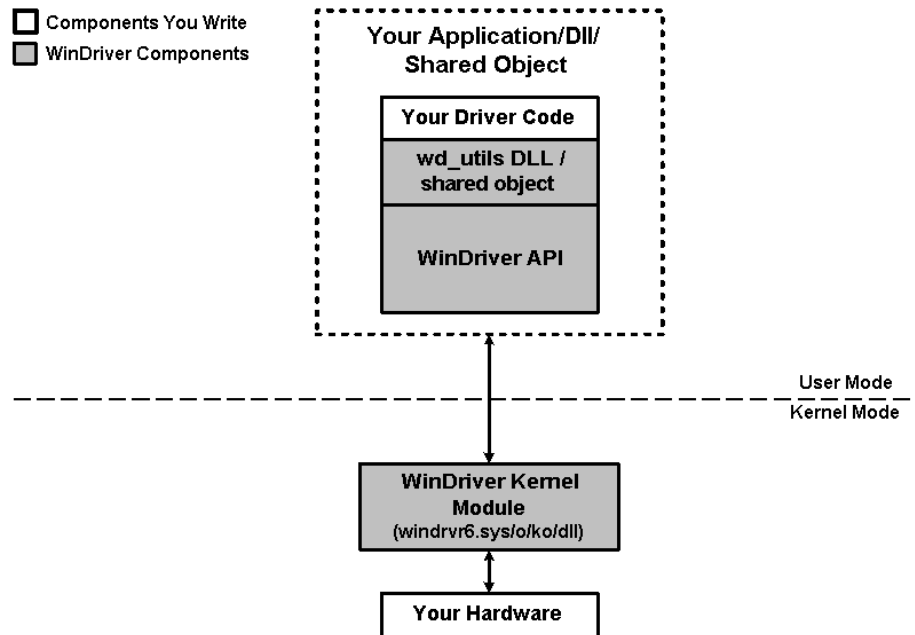 Components You Write
WinDriver Components
Your Application/Dll/
Shared Object
Your Driver Code
wd_utils DLL /
shared object
WinDriver API
User Mode
Kernel Mode
WinDriver Kernel
Module
(windrvr6.sys/o/ko/dll)
Your Hardware